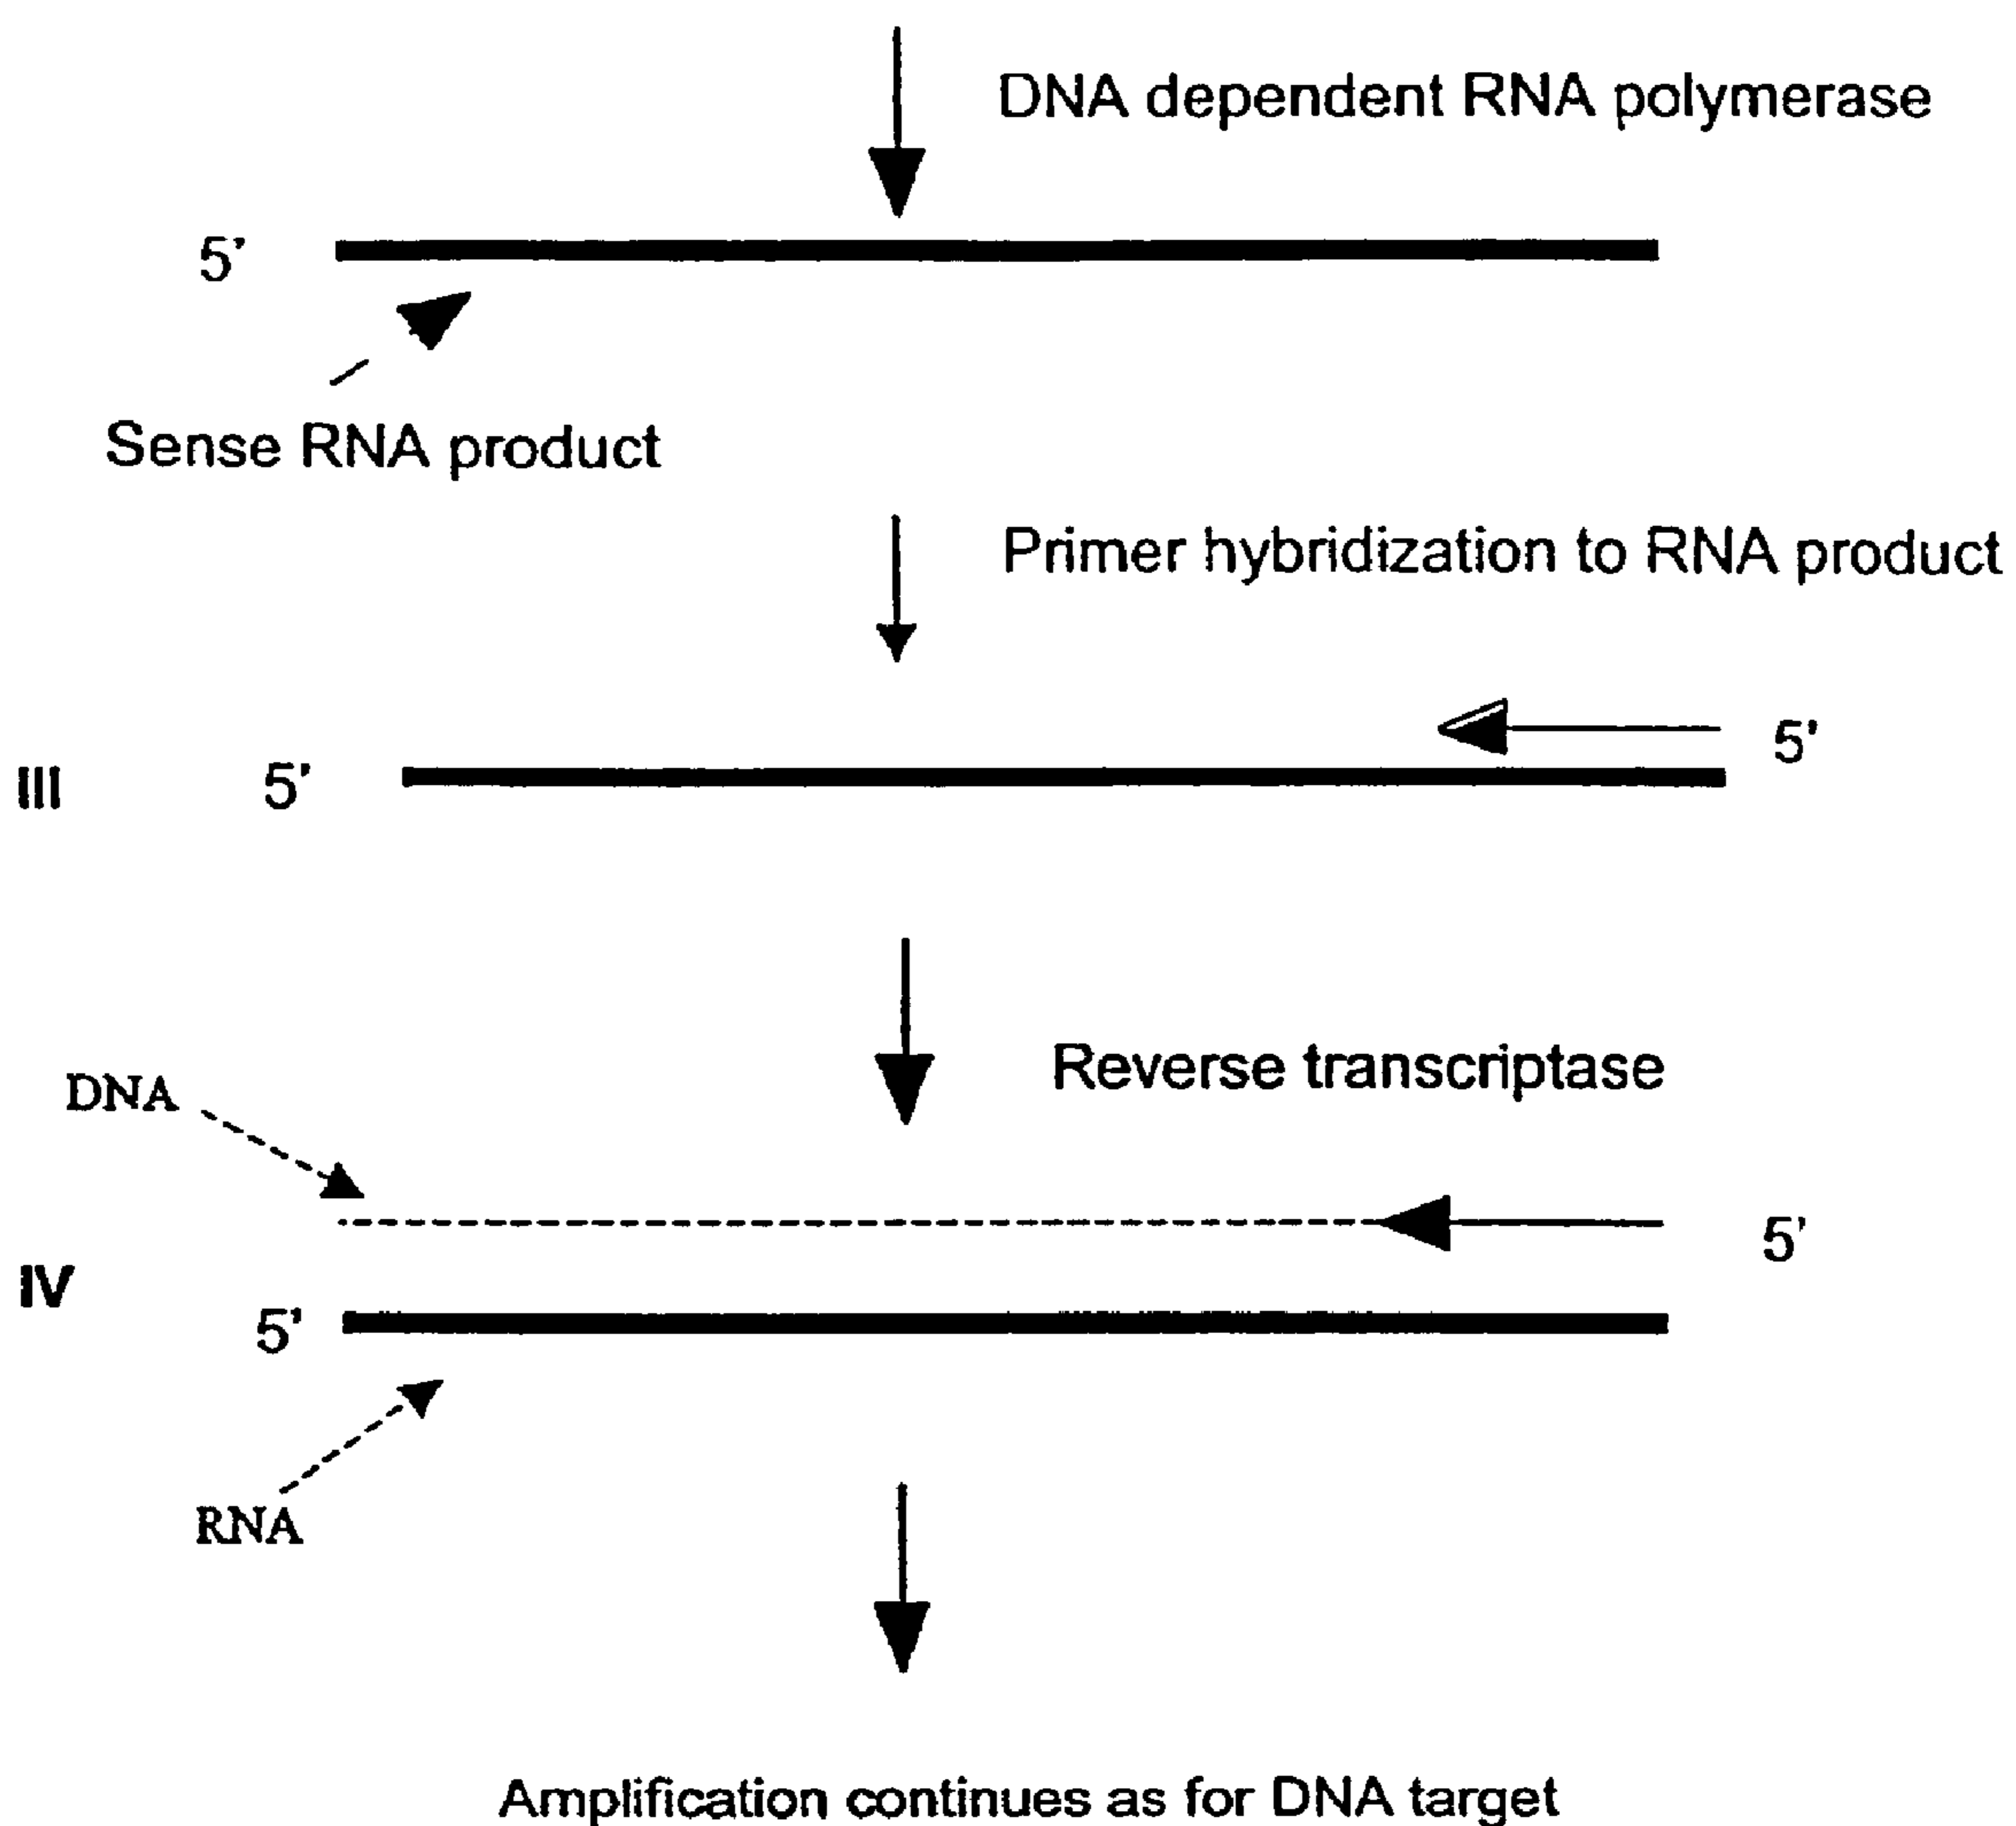 DNA dependent RNA polymerase
5'
Sense RNA product
Primer hybridization to RNA product
5'
III
5'
Reverse transcriptase
DNA
5'
IV
5'
RNA
Amplification continues as for DNA target